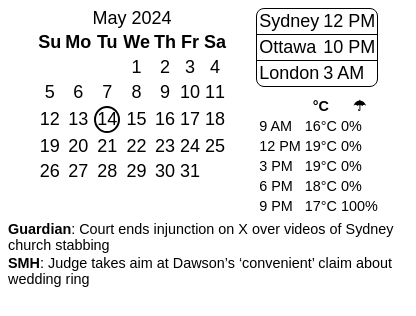 May 2024
Su Mo Tu We Th Fr Sa
1 2 3 4
5 6 7 8 9 10 11
12 13 14 15 16 17 18
19 20 21 22 23 24 25
26 27 28 29 30 31
Sydney 12 PM
Ottawa 10 PM
London 3 AM
°C ☂
9 AM 16°C 0%
12 PM 19°C 0%
3 PM 19°C 0%
6 PM 18°C 0%
9 PM 17°C 100%
Guardian: Court ends injunction on X over videos of Sydney
church stabbing
SMH: Judge takes aim at Dawson’s ‘convenient’ claim about
wedding ring